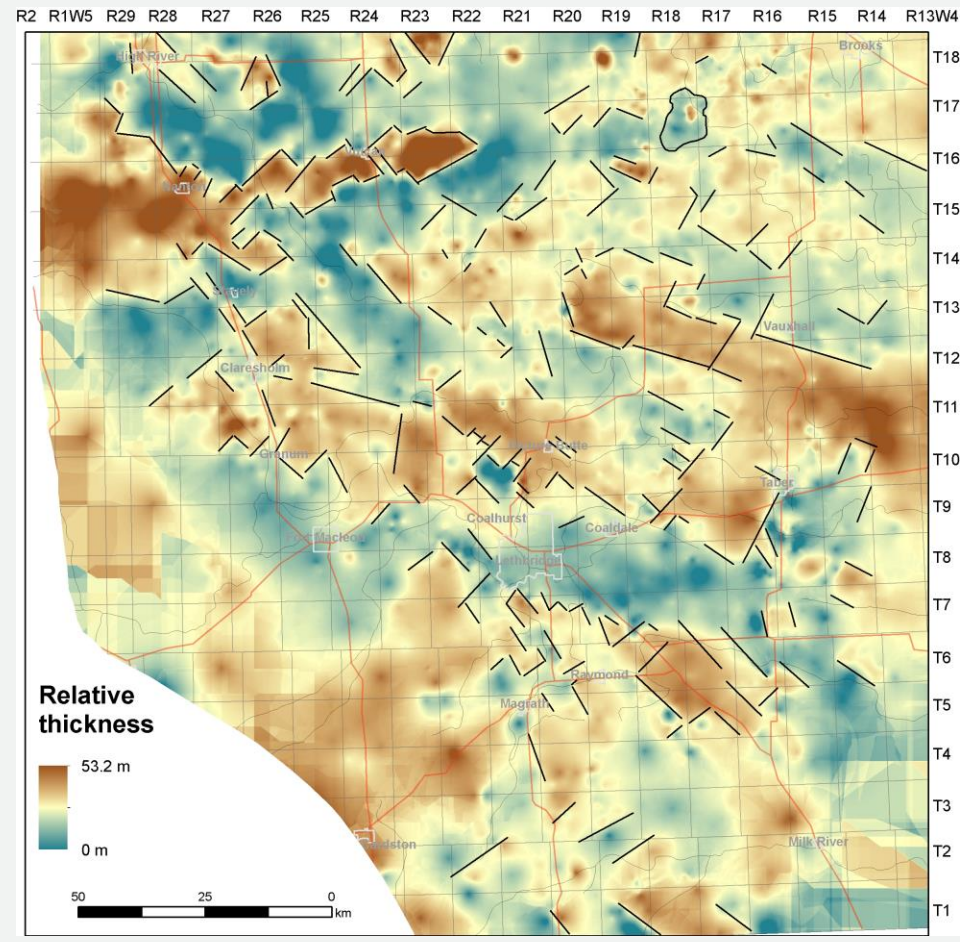 R2 R1W5 R29 R28 R27 R26 R25 R24 R23 R22 R21 R20 R19 R18 R17 R16 R15 R14 R13W4
High River
Brooks
T18
T17
T16
T15
T14
T13
Vauxhall
T12
Claresholm
T11
Granum
T10
Taber
T9
Coalhurst
Coaldale
Fort Macleod
Lethbridge
T8
T7
T6
Raymond
Relative
thickness
Magrath
T5
53.2 m
T4
T3
0 m
Milk River
T2
50 25 0
km
T1